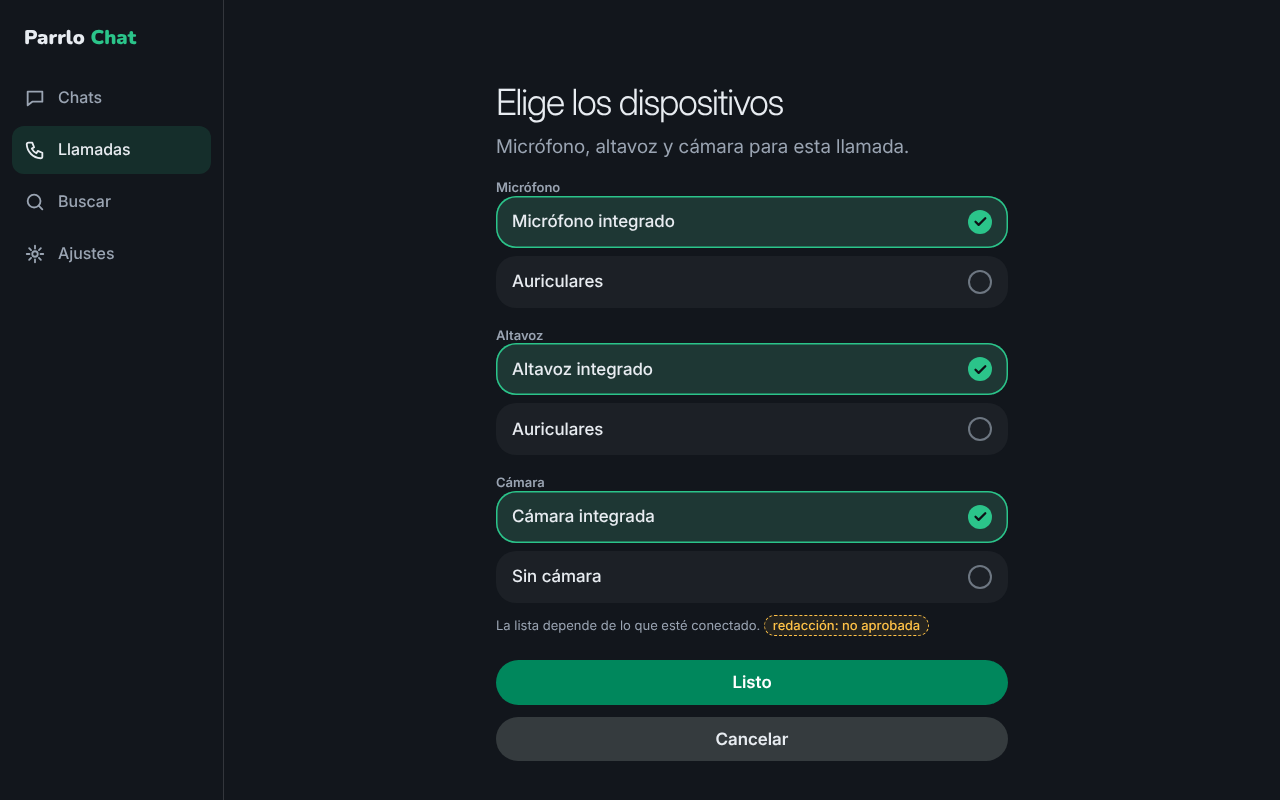 Parrlo Chat
Chats
Llamadas
Buscar
Ajustes
Elige los dispositivos
Micrófono, altavoz y cámara para esta llamada.
Micrófono
Micrófono integrado
Auriculares
Altavoz
Altavoz integrado
Auriculares
Cámara
Cámara integrada
Sin cámara
La lista depende de lo que esté conectado. redacción: no aprobada
Listo
Cancelar